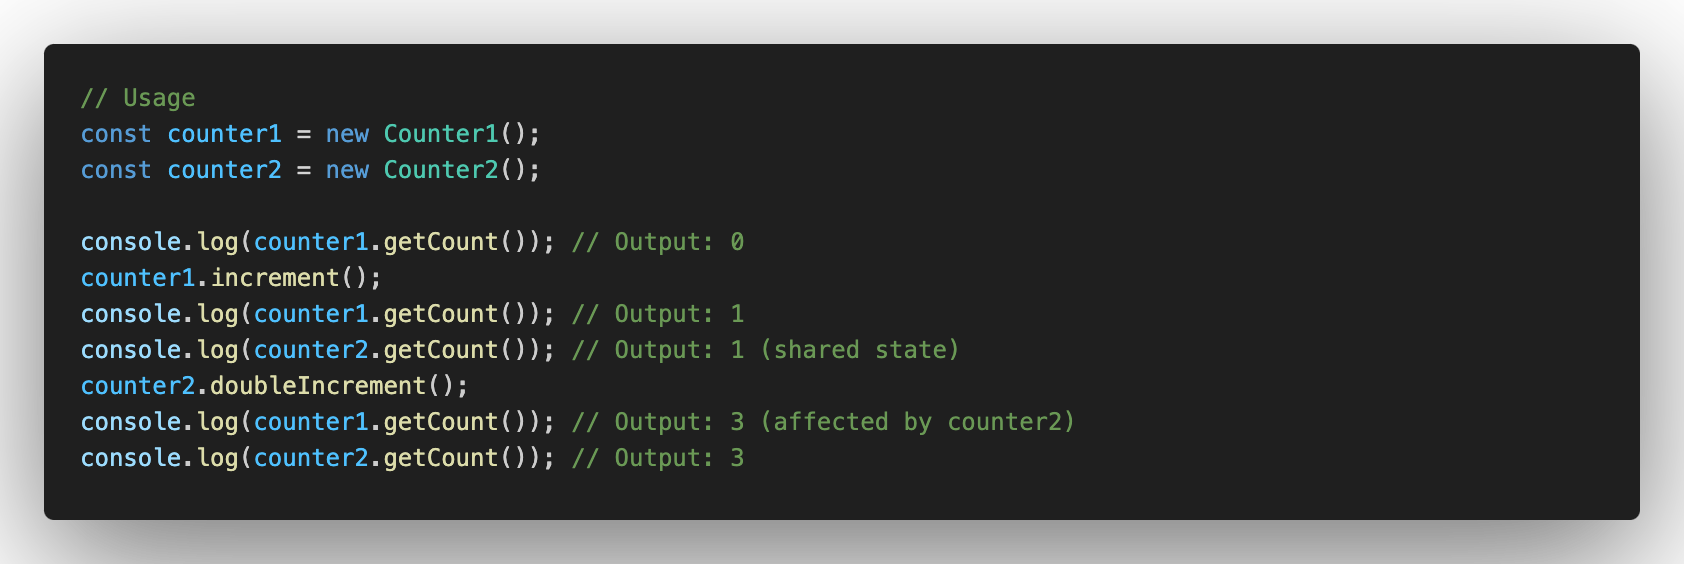 // Usage
const counter1 = new Counter1();
const counter2 = new Counter2();

console.log(counter1.getCount()); // Output: 0
counter1.increment();
console.log(counter1.getCount()); // Output: 1
console.log(counter2.getCount()); // Output: 1 (shared state)
counter2.doubleIncrement();
console.log(counter1.getCount()); // Output: 3 (affected by counter2)
console.log(counter2.getCount()); // Output: 3